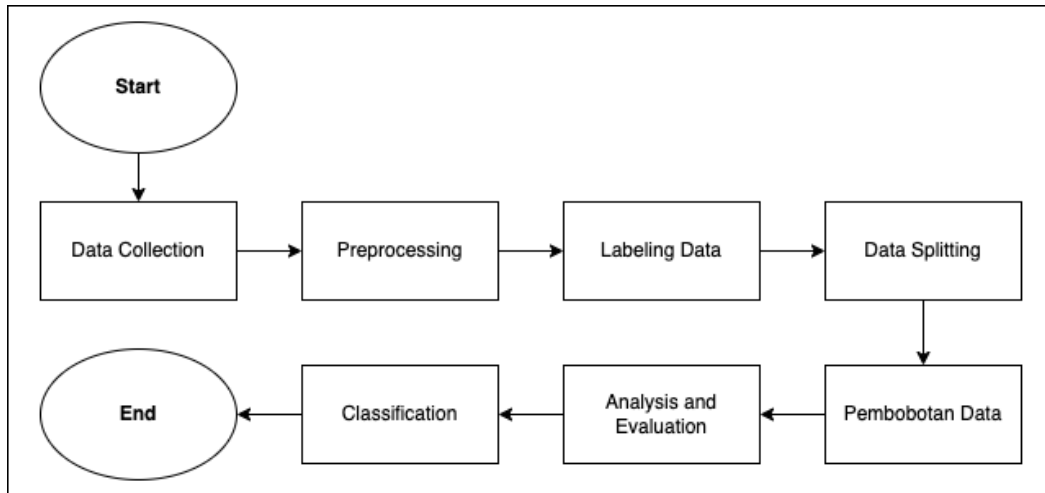 Start
Data Collection
Preprocessing
Labeling Data
Data Splitting
Pembobotan Data
Analysis and
Evaluation
Classification
End